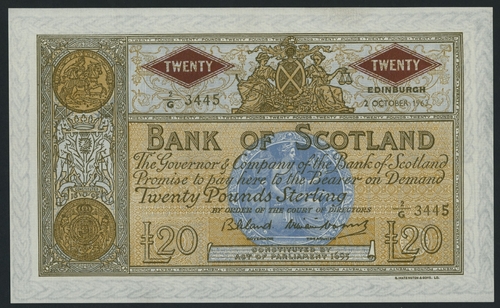 TWENTY TWENTY
EDINBURGH
2/G 3445 2 OCTOBER 1963
BANK OF SCOTLAND
The Governor & Company of the Bank of Scotland
Promise to pay here to the Bearer on Demand
Twenty Pounds Sterling 2/G 3445
BY ORDER OF THE COURT OF DIRECTORS
GOVERNOR
£20 £20
CONSTITUTED BY
ACT OF PARLIAMENT 1695